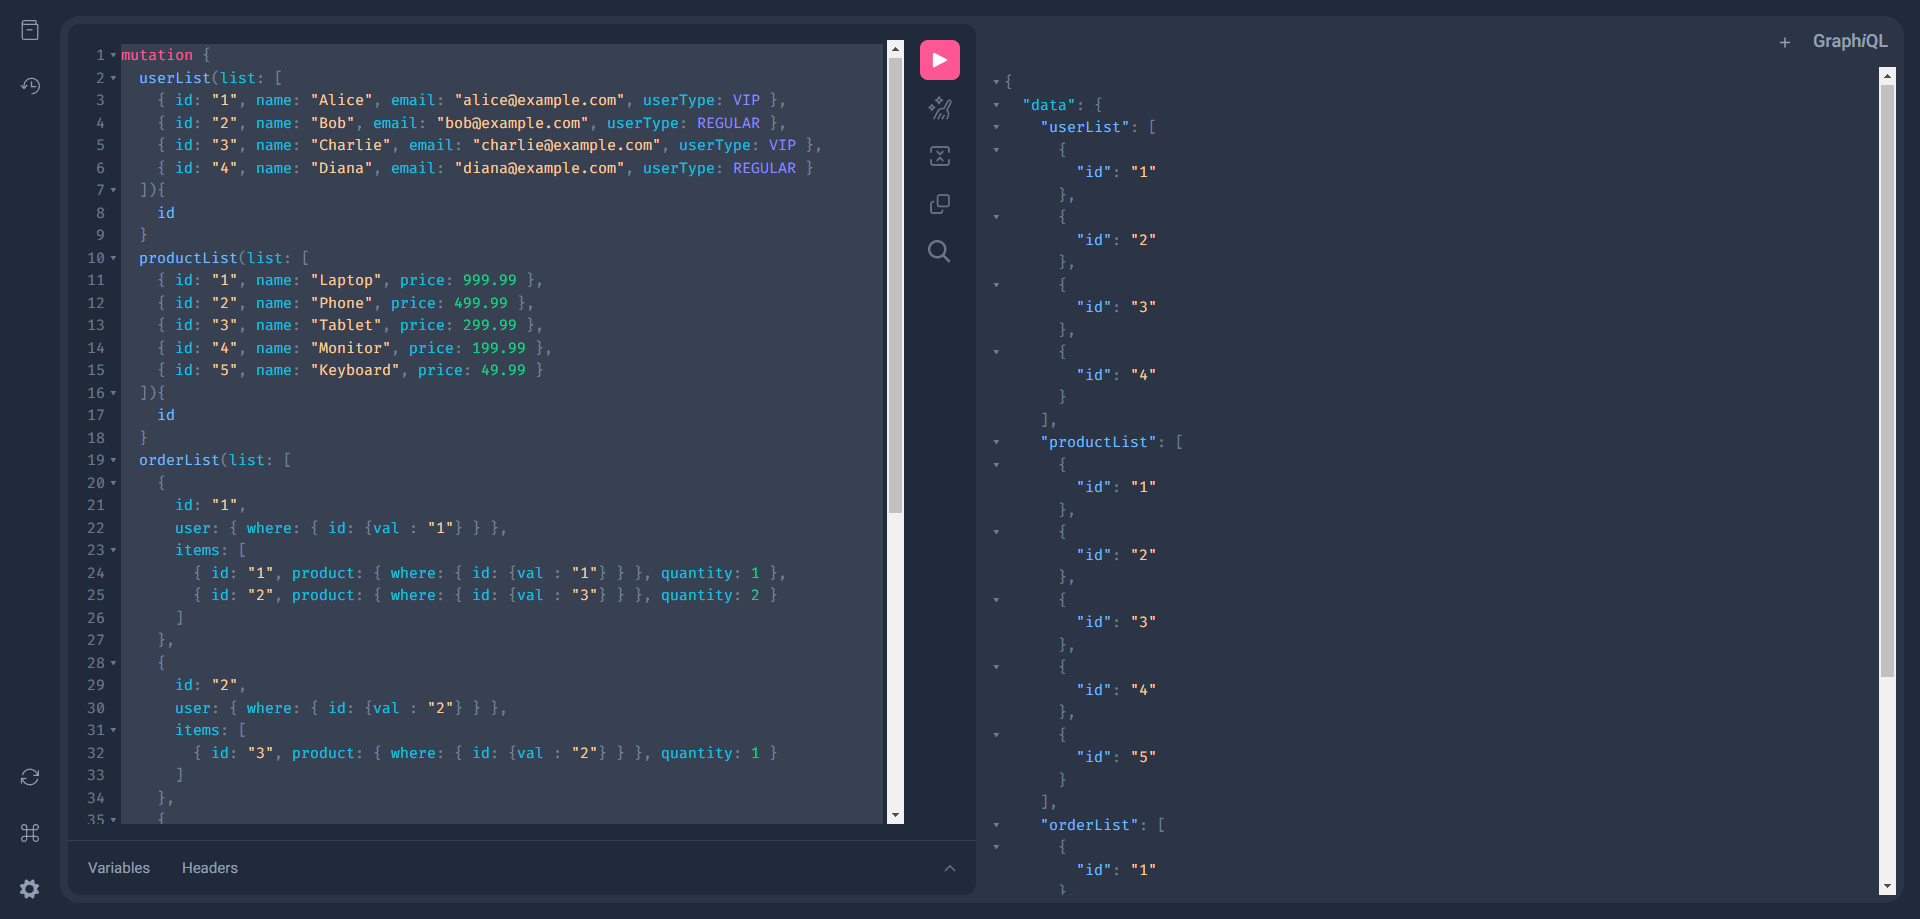 mutation {
userList(list: [
{ id: "1", name: "Alice", email: "alice@example.com", userType: VIP },
{ id: "2", name: "Bob", email: "bob@example.com", userType: REGULAR },
{ id: "3", name: "Charlie", email: "charlie@example.com", userType: VIP },
{ id: "4", name: "Diana", email: "diana@example.com", userType: REGULAR }
]){
id
}
productList(list: [
{ id: "1", name: "Laptop", price: 999.99 },
{ id: "2", name: "Phone", price: 499.99 },
{ id: "3", name: "Tablet", price: 299.99 },
{ id: "4", name: "Monitor", price: 199.99 },
{ id: "5", name: "Keyboard", price: 49.99 }
]){
id
}
orderList(list: [
{
id: "1",
user: { where: { id: {val : "1"} } },
items: [
{ id: "1", product: { where: { id: {val : "1"} } }, quantity: 1 },
{ id: "2", product: { where: { id: {val : "3"} } }, quantity: 2 }
]
},
{
id: "2",
user: { where: { id: {val : "2"} } },
items: [
{ id: "3", product: { where: { id: {val : "2"} } }, quantity: 1 }
]
},
{
1
2
3
4
5
6
7
8
9
10
11
12
13
14
15
16
17
18
19
20
21
22
23
24
25
26
27
28
29
30
31
32
33
34
35
Variables Headers
+ GraphiQL
{
"data": {
"userList": [
{
"id": "1"
},
{
"id": "2"
},
{
"id": "3"
},
{
"id": "4"
}
],
"productList": [
{
"id": "1"
},
{
"id": "2"
},
{
"id": "3"
},
{
"id": "4"
},
{
"id": "5"
}
],
"orderList": [
{
"id": "1"
},